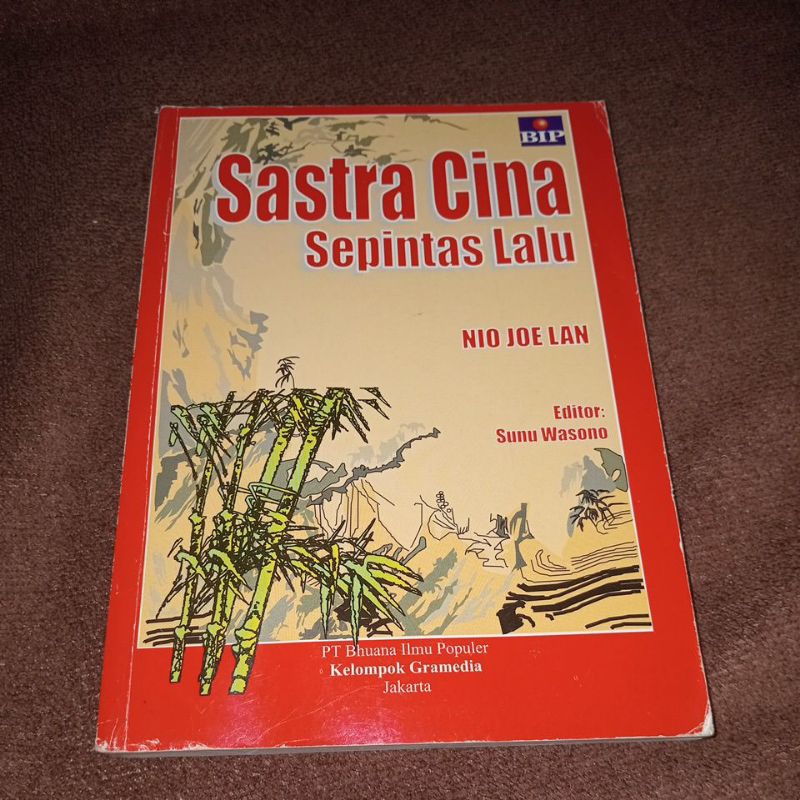 BIP
Sastra Cina
Sepintas Lalu
NIO JOE LAN
Editor:
Sunu Wasono
PT Bhuana Ilmu Populer
Kelompok Gramedia
Jakarta